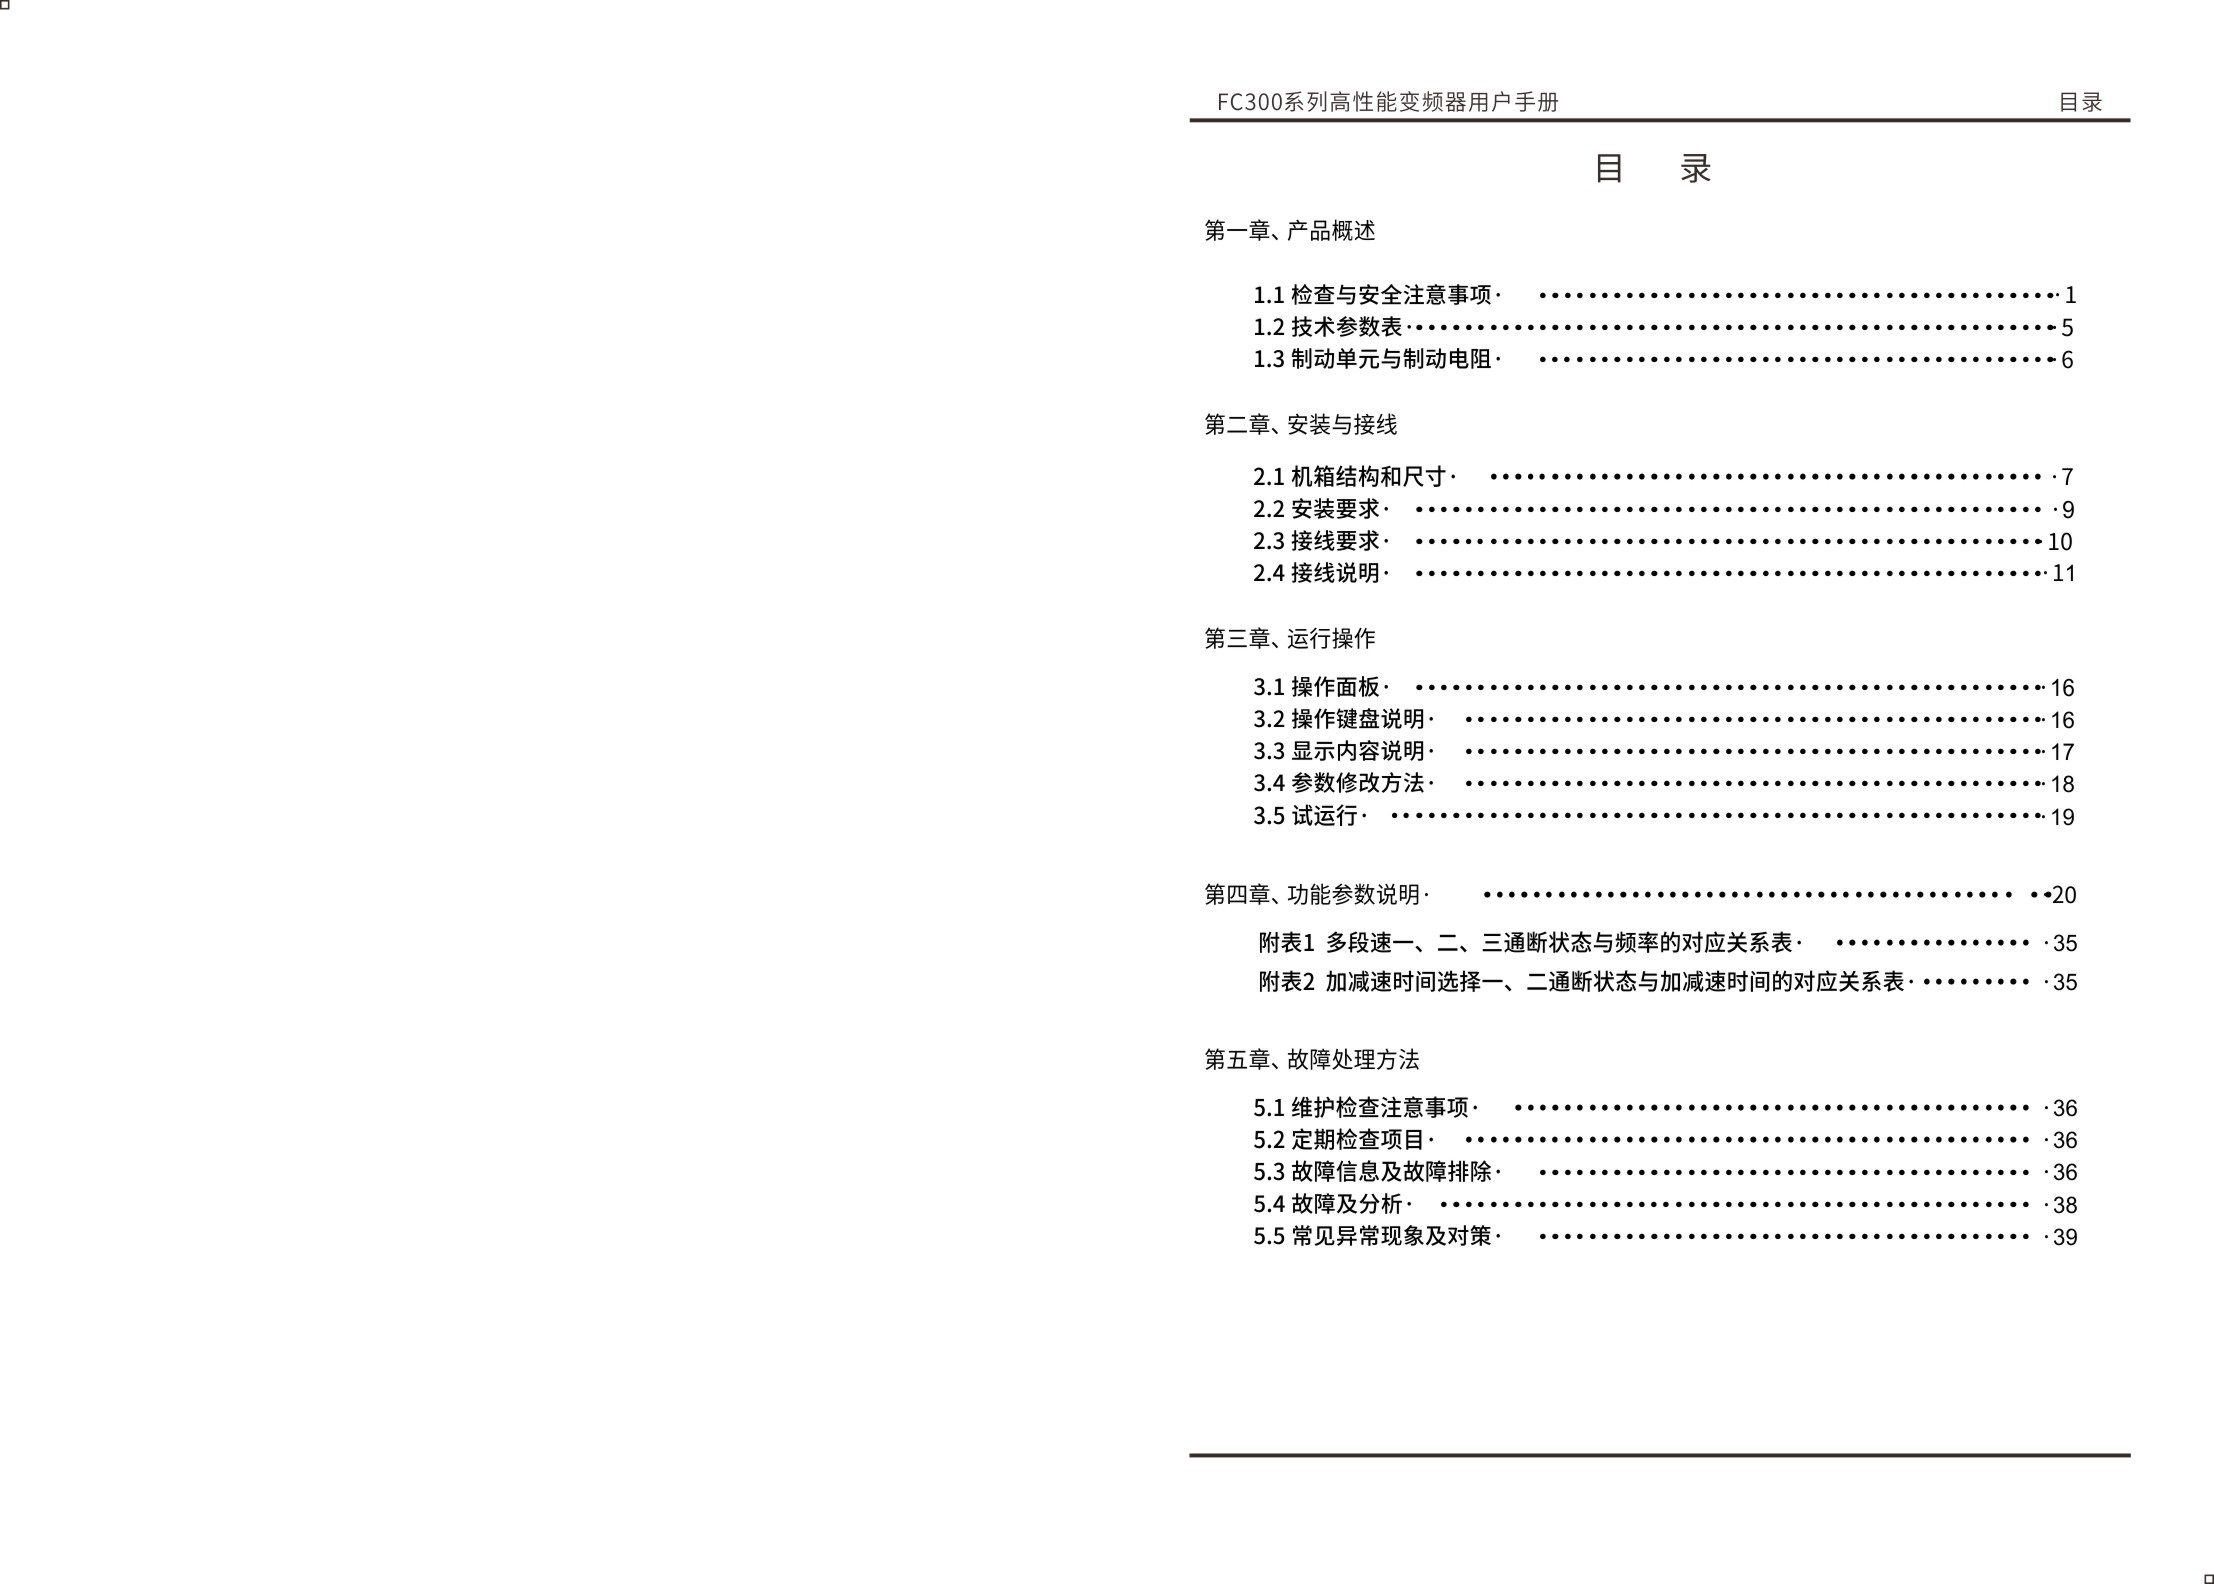 FC300系列高性能变频器用户手册 目录
目 录
第一章、产品概述
1.1 检查与安全注意事项· ·········································· 1
1.2 技术参数表···················································· 5
1.3 制动单元与制动电阻· ·········································· 6
第二章、安装与接线
2.1 机箱结构和尺寸· ············································· ·7
2.2 安装要求· ··················································· ·9
2.3 接线要求· ··················································· 10
2.4 接线说明· ···················································· 11
第三章、运行操作
3.1 操作面板· ···················································· 16
3.2 操作键盘说明· ················································ 16
3.3 显示内容说明· ················································ 17
3.4 参数修改方法· ················································ 18
3.5 试运行· ······················································ 19
第四章、功能参数说明· ··········································· ··20
附表1 多段速一、二、三通断状态与频率的对应关系表· ················ ·35
附表2 加减速时间选择一、二通断状态与加减速时间的对应关系表· ········· ·35
第五章、故障处理方法
5.1 维护检查注意事项· ·········································· ·36
5.2 定期检查项目· ·············································· ·36
5.3 故障信息及故障排除· ········································ ·36
5.4 故障及分析· ················································ ·38
5.5 常见异常现象及对策· ········································ ·39